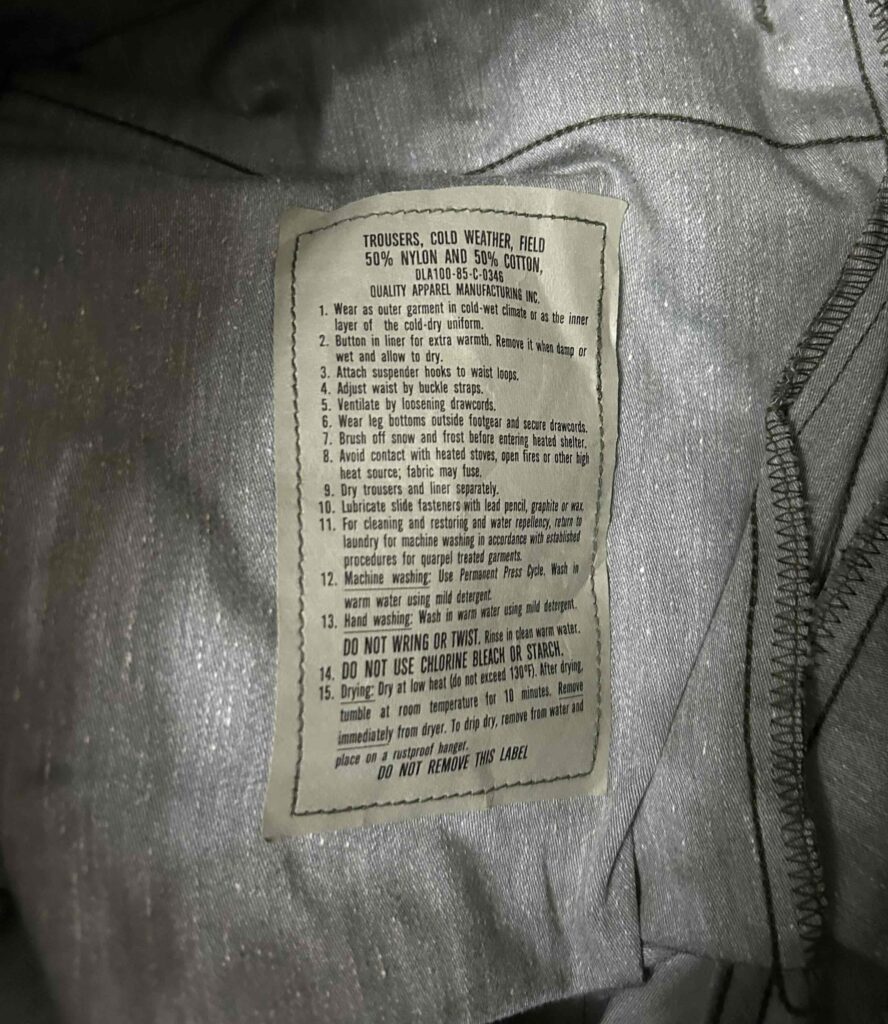 TROUSERS, COLD WEATHER, FIELD
50% NYLON AND 50% COTTON,
DLA100-85-C-0346
QUALITY APPAREL MANUFACTURING INC.
1. Wear as outer garment in cold-wet climate or as the inner
layer of the cold-dry uniform.
2. Button in liner for extra warmth. Remove it when damp or
wet and allow to dry.
3. Attach suspender hooks to waist loops.
4. Adjust waist by buckle straps.
5. Ventilate by loosening drawcords.
6. Wear leg bottoms outside footgear and secure drawcords.
7. Brush off snow and frost before entering heated shelter.
8. Avoid contact with heated stoves, open fires or other high
heat source; fabric may fuse.
9. Dry trousers and liner separately.
10. Lubricate slide fasteners with lead pencil, graphite or wax.
11. For cleaning and restoring and water repellency, return to
laundry for machine washing in accordance with established
procedures for quarpel treated garments.
12. Machine washing: Use Permanent Press Cycle. Wash in
warm water using mild detergent.
13. Hand washing: Wash in warm water using mild detergent.
DO NOT WRING OR TWIST. Rinse in clean warm water.
14. DO NOT USE CHLORINE BLEACH OR STARCH.
15. Drying: Dry at low heat (do not exceed 130°F). After drying,
tumble at room temperature for 10 minutes. Remove
immediately from dryer. To drip dry, remove from water and
place on a rustproof hanger.
DO NOT REMOVE THIS LABEL